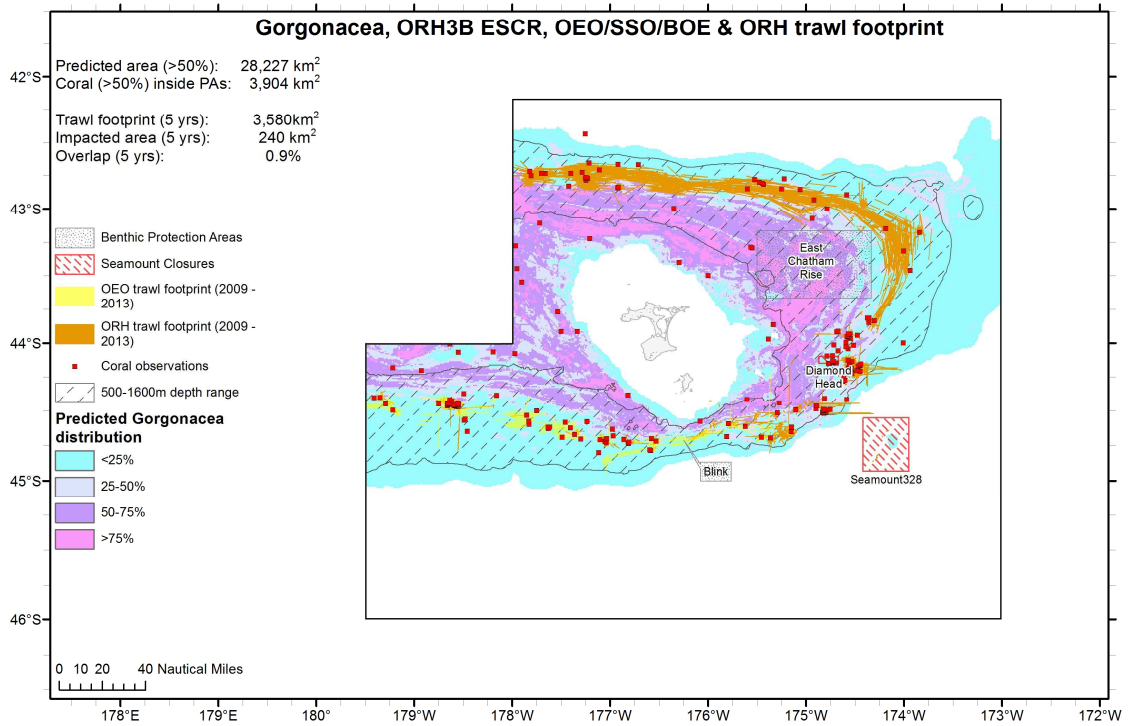 Gorgonacea, ORH3B ESCR, OEO/SSO/BOE & ORH trawl footprint
Predicted area (>50%): 28,227 km²
Coral (>50%) inside PAs: 3,904 km²
Trawl footprint (5 yrs): 3,580km²
Impacted area (5 yrs): 240 km²
Overlap (5 yrs): 0.9%
Benthic Protection Areas
Seamount Closures
OEO trawl footprint (2009 -
2013)
ORH trawl footprint (2009 -
2013)
Coral observations
500-1600m depth range
Predicted Gorgonacea
distribution
<25%
25-50%
50-75%
>75%
East
Chatham
Rise
Diamond
Head
Blink
Seamount328
42°S
43°S
44°S
45°S
46°S
0 10 20 40 Nautical Miles
178°E 179°E 180° 179°W 178°W 177°W 176°W 175°W 174°W 173°W 172°W